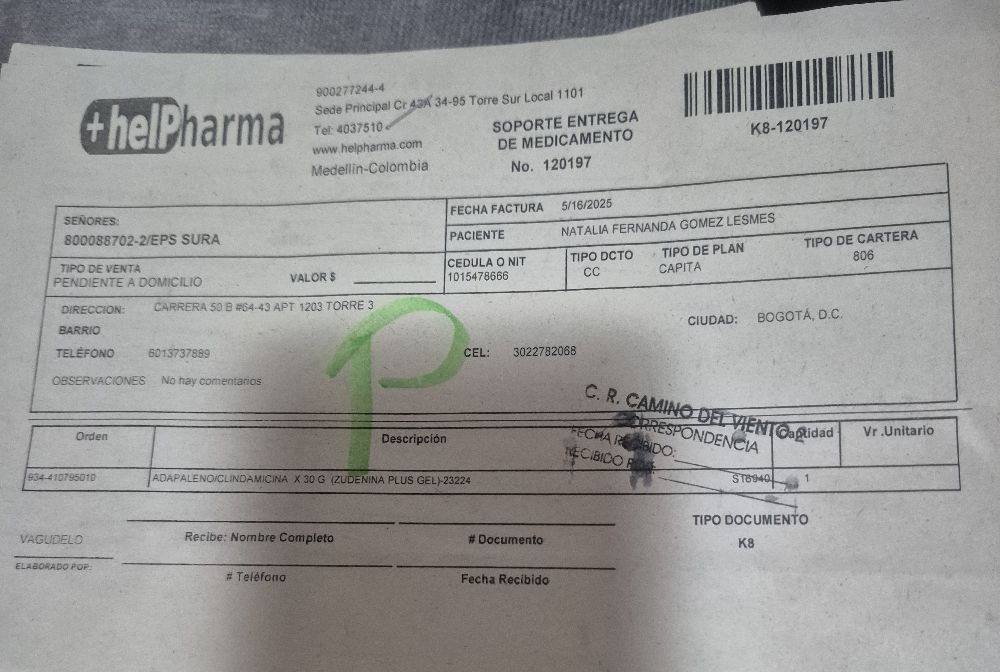 +helPharma
900277244-4
Sede Principal Cr 43A 34-95 Torre Sur Local 1101
Tel: 4037510
www.helpharma.com
Medellin-Colombia
SOPORTE ENTREGA
DE MEDICAMENTO
No. 120197
K8-120197
SEÑORES:
800088702-2/EPS SURA
FECHA FACTURA 5/16/2025
PACIENTE NATALIA FERNANDA GOMEZ LESMES
TIPO DE VENTA
PENDIENTE A DOMICILIO
VALOR $
CEDULA O NIT
1015478666
TIPO DCTO
CC
TIPO DE PLAN
CAPITA
TIPO DE CARTERA
806
DIRECCION: CARRERA 50 B #64-43 APT 1203 TORRE 3
BARRIO
CIUDAD: BOGOTÁ, D.C.
TELÉFONO 6013737889
CEL: 3022782068
OBSERVACIONES No hay comentarios
P
C. R. CAMINO DEL VIENTO 2
CORRESPONDENCIA
FECHA RECIBIDO:
RECIBIDO POR:
Orden Descripción Cantidad Vr .Unitario
934-410795010 ADAPALENO/CLINDAMICINA X 30 G (ZUDENINA PLUS GEL)-23224 1
TIPO DOCUMENTO
K8
VAGUDELO
ELABORADO POR:
Recibe: Nombre Completo
# Documento
# Teléfono
Fecha Recibido